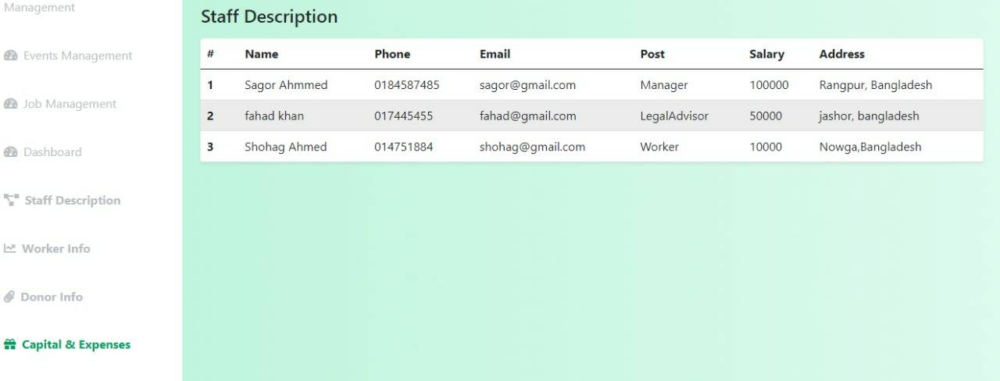 Management
Events Management
Job Management
Dashboard
Staff Description
Worker Info
Donor Info
Capital & Expenses
Staff Description
# Name Phone Email Post Salary Address
1 Sagor Ahmmed 0184587485 sagor@gmail.com Manager 100000 Rangpur, Bangladesh
2 fahad khan 017445455 fahad@gmail.com LegalAdvisor 50000 jashor, bangladesh
3 Shohag Ahmed 014751884 shohag@gmail.com Worker 10000 Nowga,Bangladesh